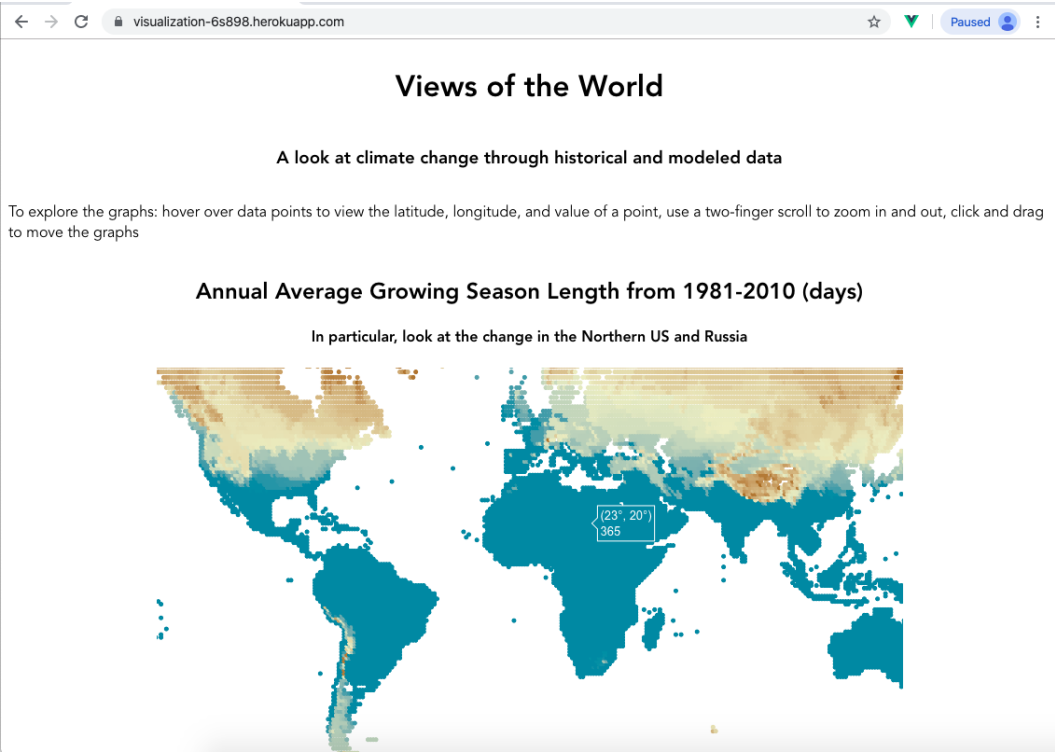 visualization-6s898.herokuapp.com
Paused
Views of the World
A look at climate change through historical and modeled data
To explore the graphs: hover over data points to view the latitude, longitude, and value of a point, use a two-finger scroll to zoom in and out, click and drag
to move the graphs
Annual Average Growing Season Length from 1981-2010 (days)
In particular, look at the change in the Northern US and Russia
(23°, 20°)
365